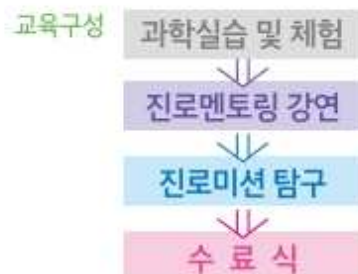 교육구성
과학실습 및 체험
진로멘토링 강연
진로미션 탐구
수 료 식